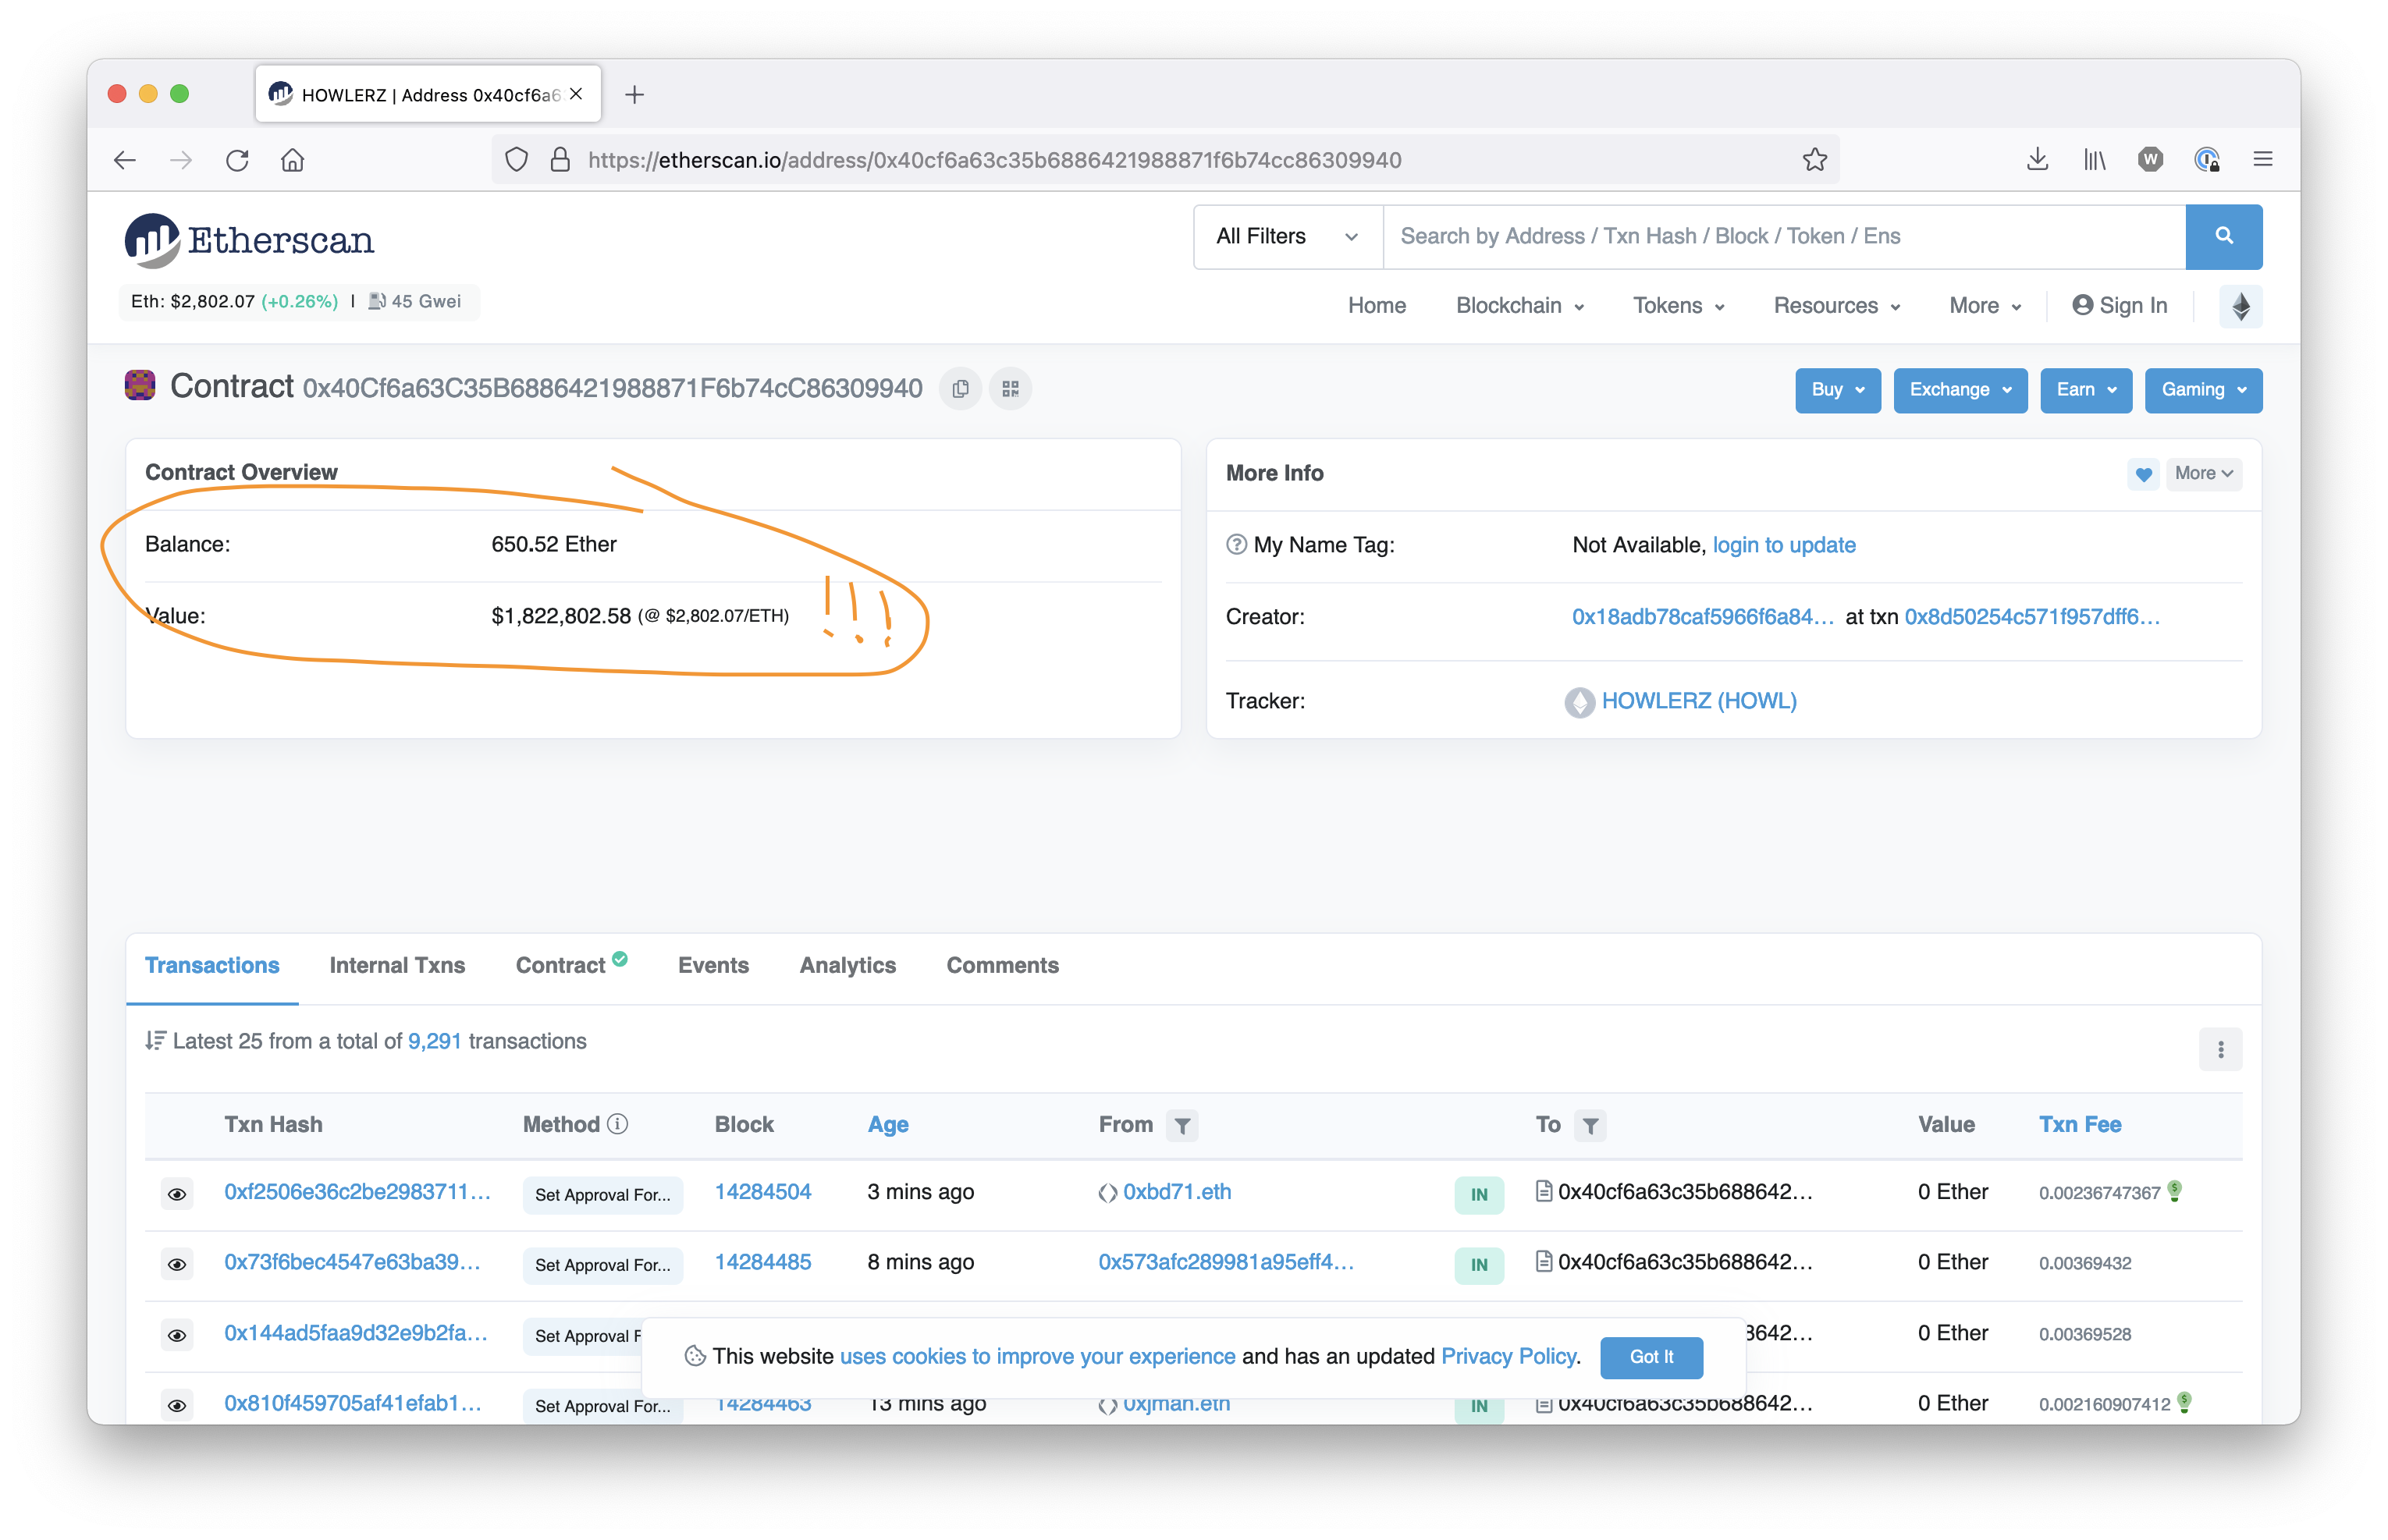 HOWLERZ | Address 0x40cf6a6
https://etherscan.io/address/0x40cf6a63c35b6886421988871f6b74cc86309940
W
Etherscan
All Filters
Search by Address / Txn Hash / Block / Token / Ens
Eth: $2,802.07 (+0.26%) | 45 Gwei
Home Blockchain Tokens Resources More Sign In
Contract 0x40Cf6a63C35B6886421988871F6b74cC86309940
Buy Exchange Earn Gaming
Contract Overview
Balance: 650.52 Ether
Value: $1,822,802.58 (@ $2,802.07/ETH) !!!
More Info
More
My Name Tag: Not Available, login to update
Creator: 0x18adb78caf5966f6a84... at txn 0x8d50254c571f957dff6...
Tracker: HOWLERZ (HOWL)
Transactions Internal Txns Contract Events Analytics Comments
Latest 25 from a total of 9,291 transactions
Txn Hash Method Block Age From To Value Txn Fee
0xf2506e36c2be2983711... Set Approval For... 14284504 3 mins ago 0xbd71.eth IN 0x40cf6a63c35b688642... 0 Ether 0.00236747367
0x73f6bec4547e63ba39... Set Approval For... 14284485 8 mins ago 0x573afc289981a95eff4... IN 0x40cf6a63c35b688642... 0 Ether 0.00369432
0x144ad5faa9d32e9b2fa... Set Approval F 3642... 0 Ether 0.00369528
This website uses cookies to improve your experience and has an updated Privacy Policy. Got It
0x810f459705af41efab1... Set Approval For... 14284463 13 mins ago 0xjman.eth IN 0x40cf6a63c35b688642... 0 Ether 0.002160907412